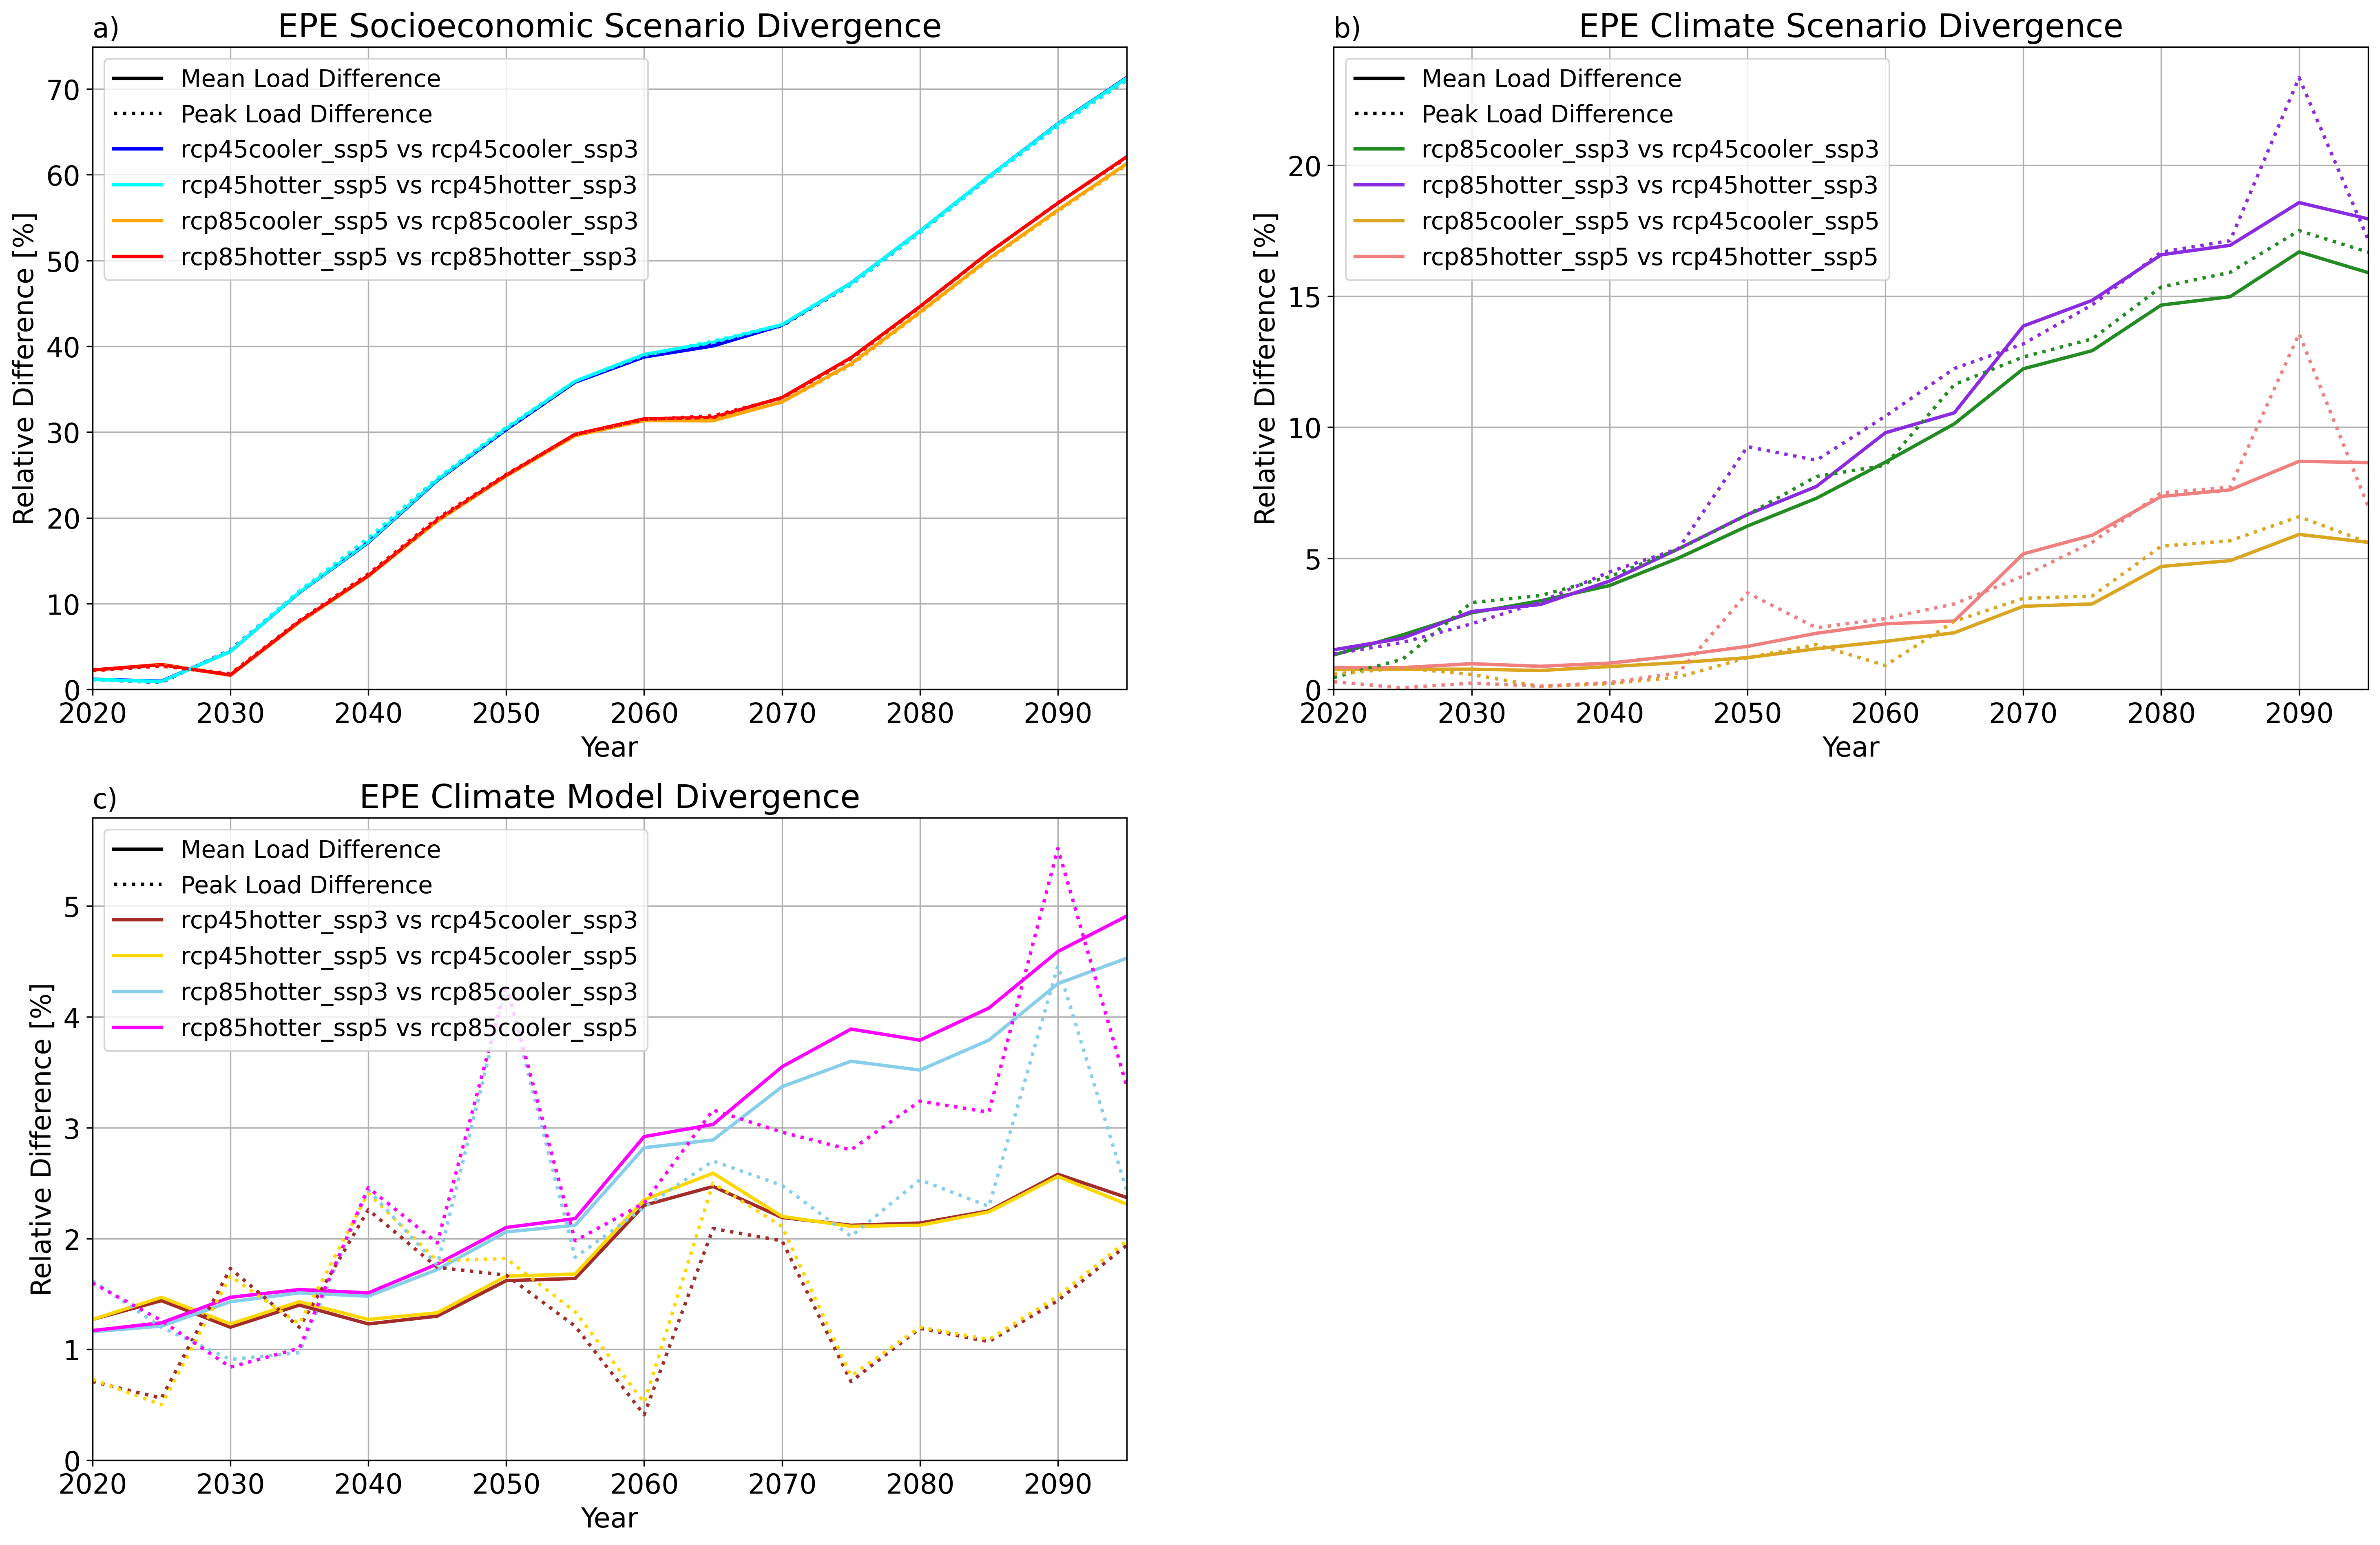 a)
EPE Socioeconomic Scenario Divergence
Mean Load Difference
Peak Load Difference
rcp45cooler_ssp5 vs rcp45cooler_ssp3
rcp45hotter_ssp5 vs rcp45hotter_ssp3
rcp85cooler_ssp5 vs rcp85cooler_ssp3
rcp85hotter_ssp5 vs rcp85hotter_ssp3
Relative Difference [%]
70
60
50
40
30
20
10
0
2020 2030 2040 2050 2060 2070 2080 2090
Year
b)
EPE Climate Scenario Divergence
Mean Load Difference
Peak Load Difference
rcp85cooler_ssp3 vs rcp45cooler_ssp3
rcp85hotter_ssp3 vs rcp45hotter_ssp3
rcp85cooler_ssp5 vs rcp45cooler_ssp5
rcp85hotter_ssp5 vs rcp45hotter_ssp5
Relative Difference [%]
20
15
10
5
0
2020 2030 2040 2050 2060 2070 2080 2090
Year
c)
EPE Climate Model Divergence
Mean Load Difference
Peak Load Difference
rcp45hotter_ssp3 vs rcp45cooler_ssp3
rcp45hotter_ssp5 vs rcp45cooler_ssp5
rcp85hotter_ssp3 vs rcp85cooler_ssp3
rcp85hotter_ssp5 vs rcp85cooler_ssp5
Relative Difference [%]
5
4
3
2
1
0
2020 2030 2040 2050 2060 2070 2080 2090
Year